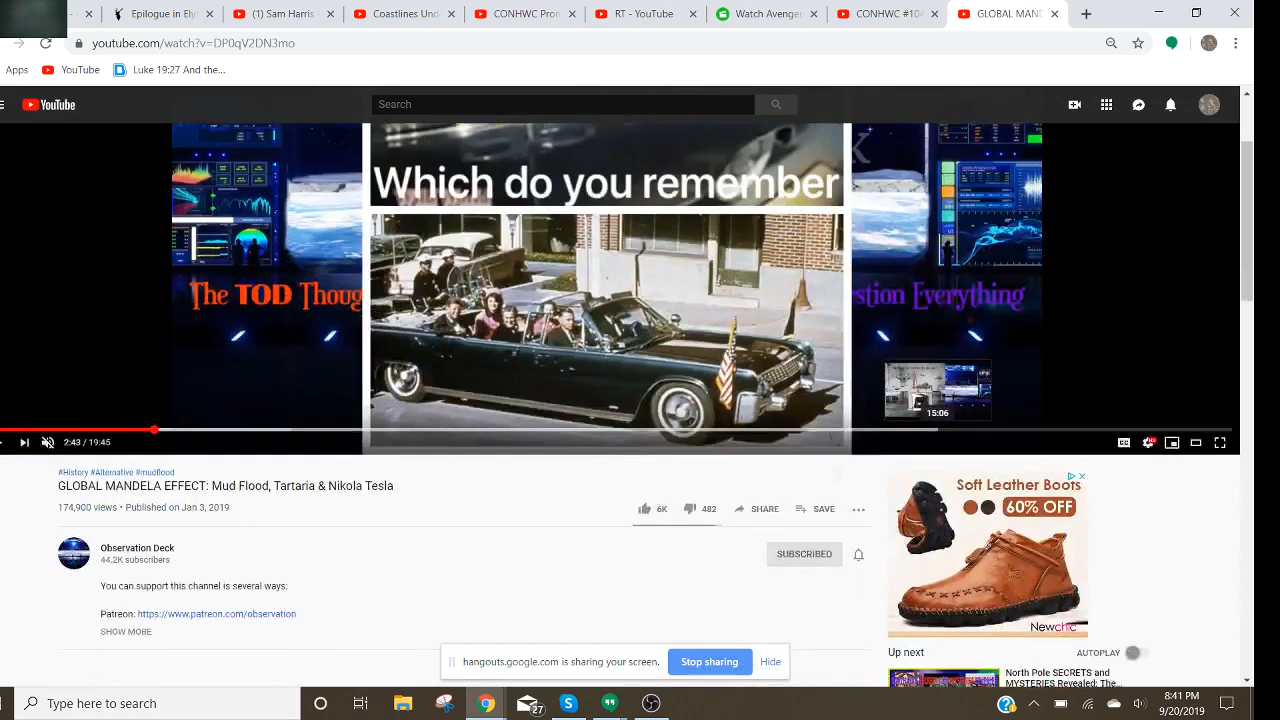 Epilogue in Elys
(1) Sam Harris -
Coastlines Und
CONHWC Pron
RT - YouTube
Watch Avenge
CONHWC #10
GLOBAL MAND
youtube.com/watch?v=DP0qV2DN3mo
Apps
YouTube
Luke 19:27 And the...
YouTube
Search
Which do you remember
The TOD Thoug
stion Everything
15:06
2:43 / 19:45
#History #Alternative #mudflood
GLOBAL MANDELA EFFECT: Mud Flood, Tartaria & Nikola Tesla
174,900 views • Published on Jan 3, 2019
6K
482
SHARE
SAVE
Observation Deck
44.2K subscribers
SUBSCRIBED
You can support this channel is several ways:
Patreon: https://www.patreon.com/observation
SHOW MORE
Soft Leather Boots
60% OFF
Newchic
Up next
AUTOPLAY
North Pole SECRETS and
MYSTERIES Revealed: The...
hangouts.google.com is sharing your screen.
Stop sharing
Hide
Type here to search
27
8:41 PM
9/20/2019